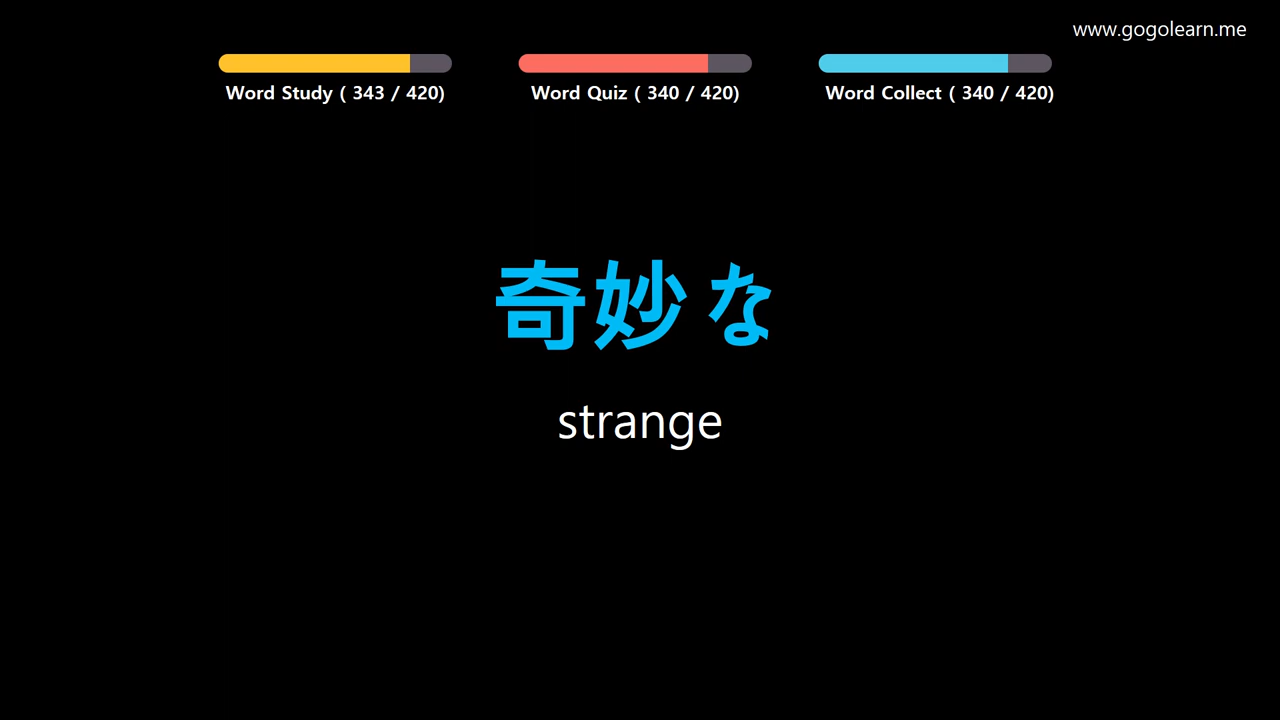 www.gogolearn.me
Word Study ( 343 / 420)
Word Quiz ( 340 / 420)
Word Collect ( 340 / 420)
奇妙な
strange